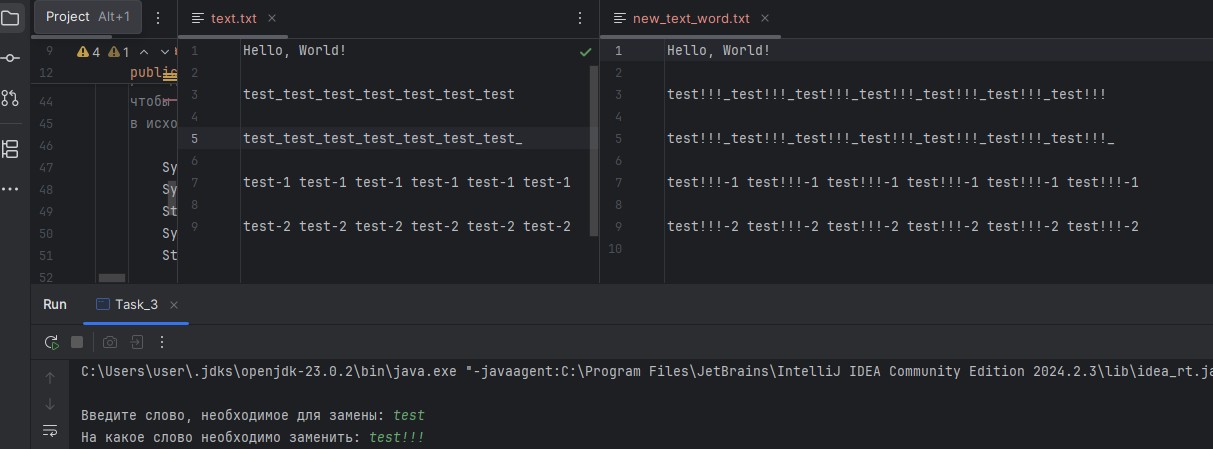 Project Alt+1
text.txt
new_text_word.txt
9
4 1
12 public
44 чтобы
45 в исхо
46
47 Sy
48 Sy
49 St
50 Sy
51 St
52
1 Hello, World!
2
3 test_test_test_test_test_test_test
4
5 test_test_test_test_test_test_test_
6
7 test-1 test-1 test-1 test-1 test-1 test-1
8
9 test-2 test-2 test-2 test-2 test-2 test-2
1 Hello, World!
2
3 test!!!_test!!!_test!!!_test!!!_test!!!_test!!!_test!!!
4
5 test!!!_test!!!_test!!!_test!!!_test!!!_test!!!_test!!!_
6
7 test!!!-1 test!!!-1 test!!!-1 test!!!-1 test!!!-1 test!!!-1
8
9 test!!!-2 test!!!-2 test!!!-2 test!!!-2 test!!!-2 test!!!-2
10
Run Task_3
C:\Users\user\.jdks\openjdk-23.0.2\bin\java.exe "-javaagent:C:\Program Files\JetBrains\IntelliJ IDEA Community Edition 2024.2.3\lib\idea_rt.ja
Введите слово, необходимое для замены: test
На какое слово необходимо заменить: test!!!